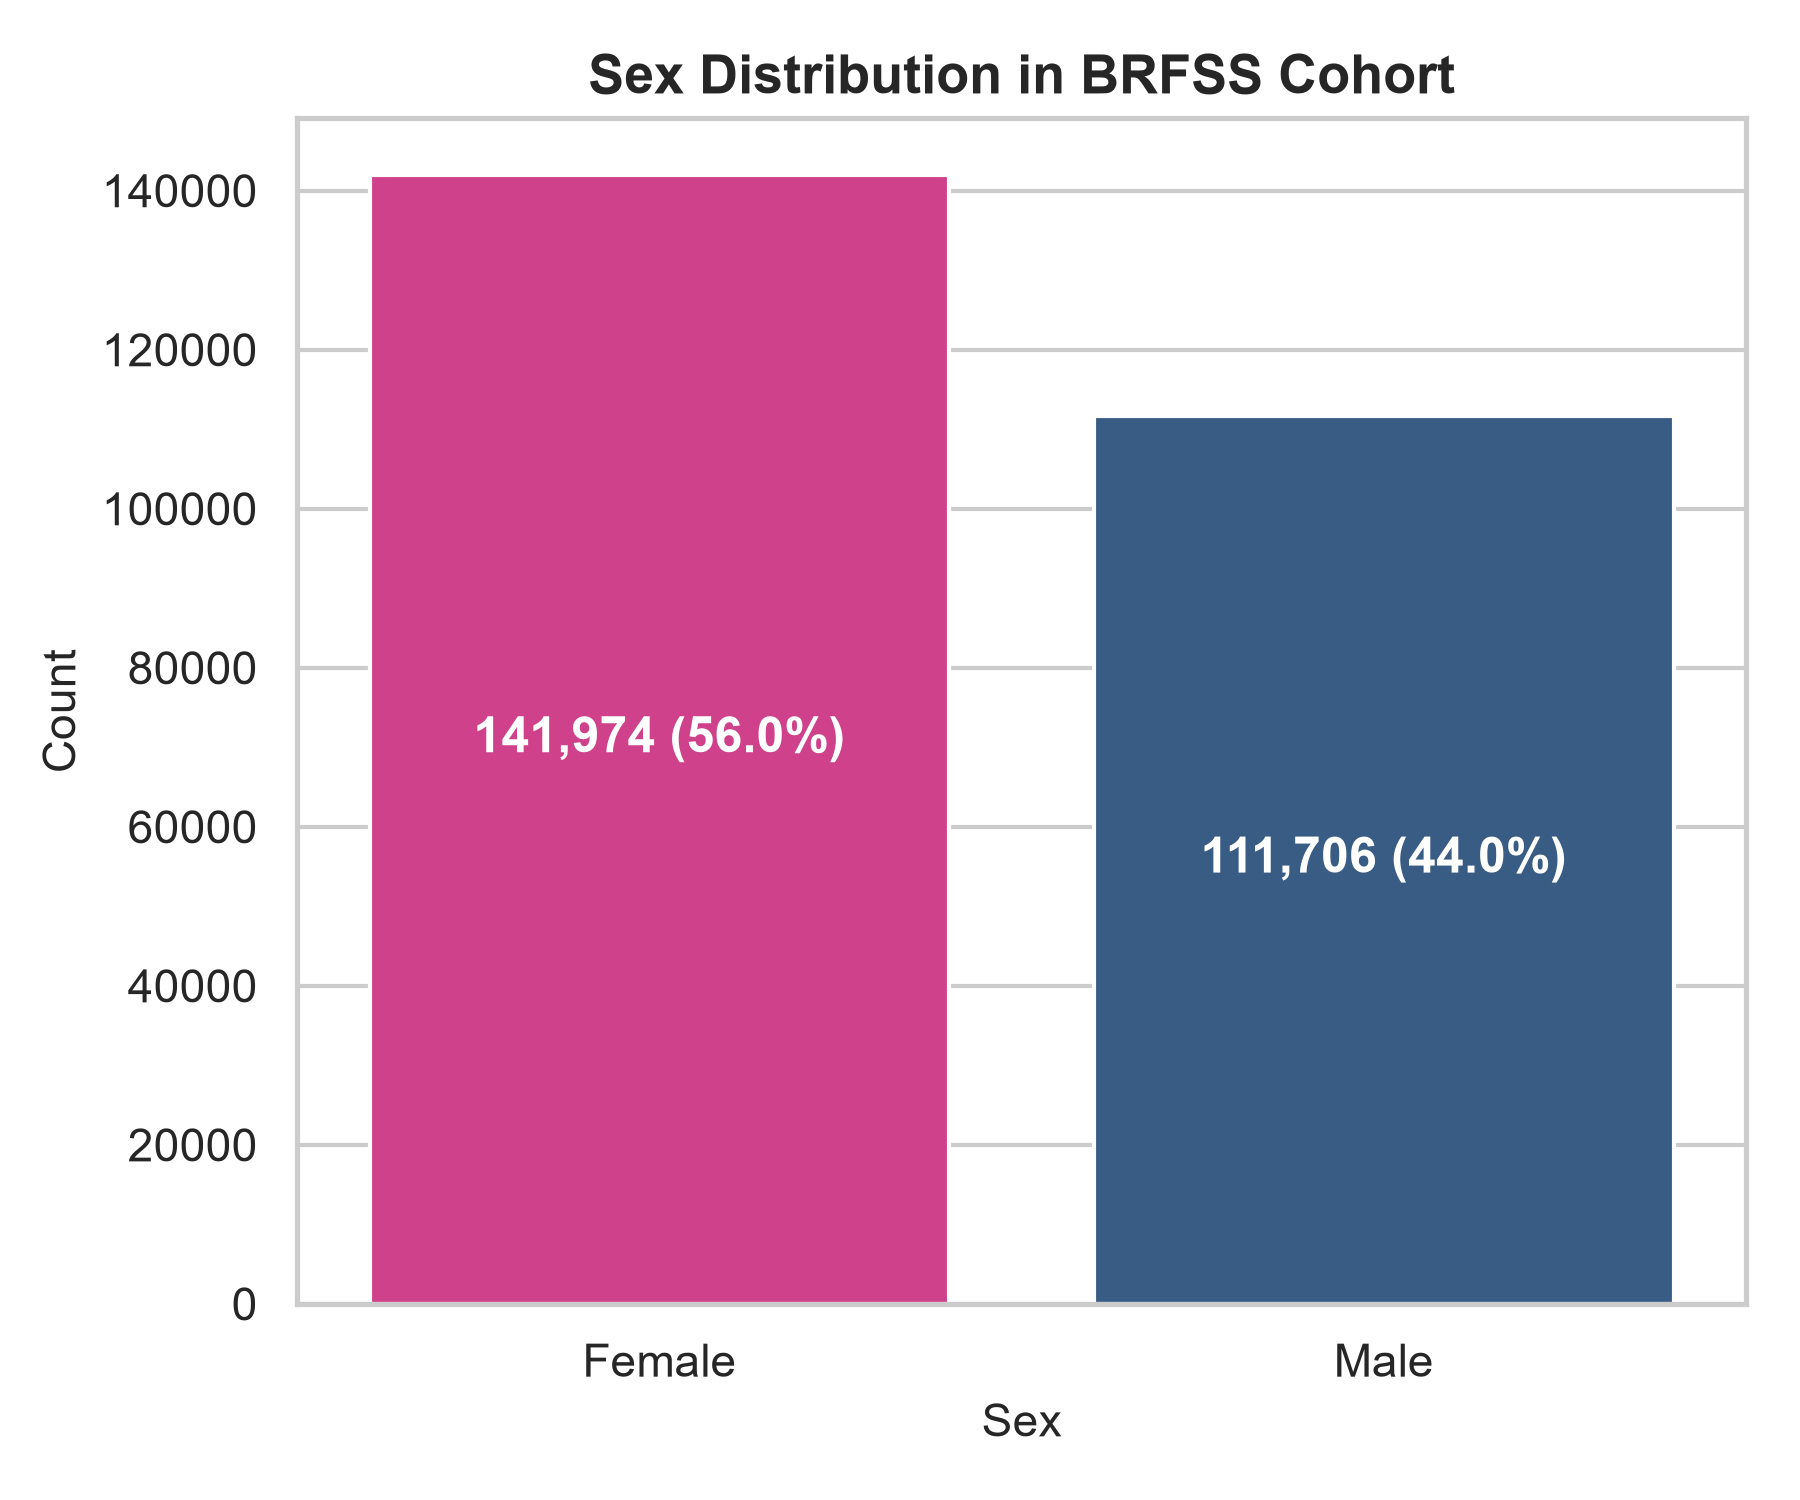 Sex Distribution in BRFSS Cohort
140000
120000
100000
80000
60000
40000
20000
0
Count
141,974 (56.0%)
111,706 (44.0%)
Female
Male
Sex